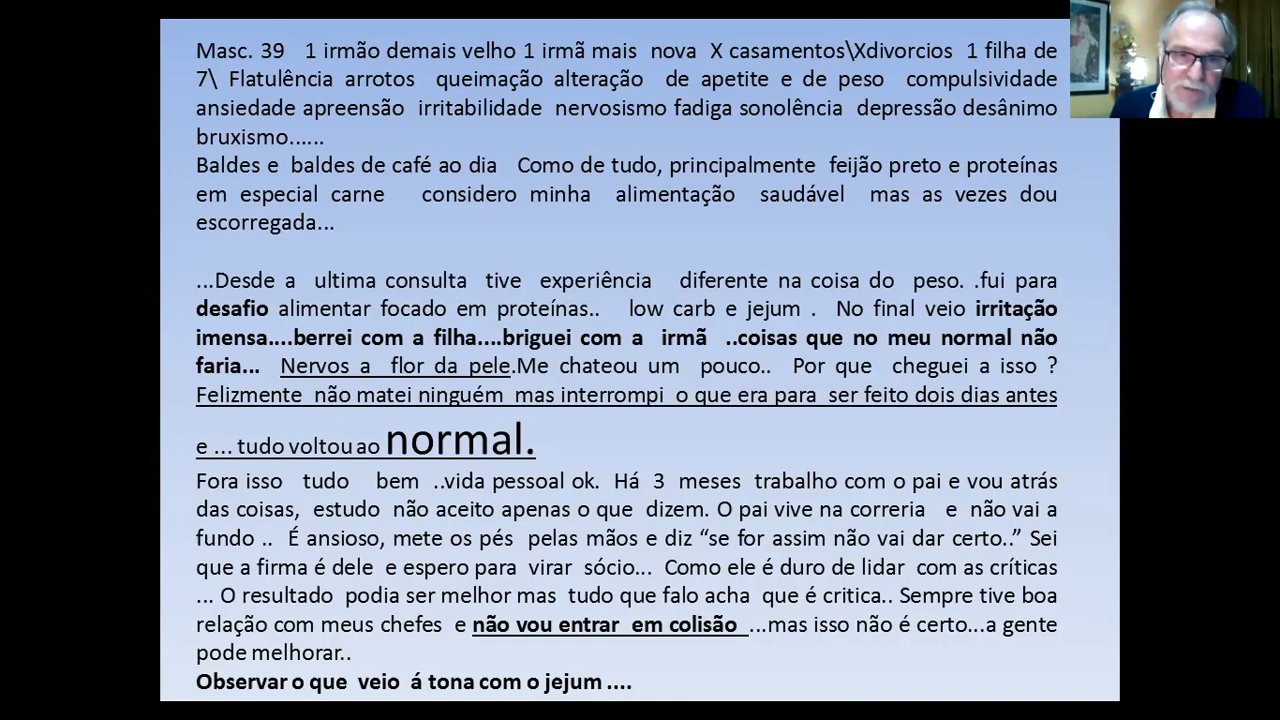 Masc. 39 1 irmão demais velho 1 irmã mais nova X casamentos\Xdivorcios 1 filha de
7\ Flatulência arrotos queimação alteração de apetite e de peso compulsividade
ansiedade apreensão irritabilidade nervosismo fadiga sonolência depressão desânimo
bruxismo......
Baldes e baldes de café ao dia Como de tudo, principalmente feijão preto e proteínas
em especial carne considero minha alimentação saudável mas as vezes dou
escorregada...
...Desde a ultima consulta tive experiência diferente na coisa do peso. .fui para
desafio alimentar focado em proteínas.. low carb e jejum . No final veio irritação
imensa....berrei com a filha....briguei com a irmã ..coisas que no meu normal não
faria... Nervos a flor da pele.Me chateou um pouco.. Por que cheguei a isso ?
Felizmente não matei ninguém mas interrompi o que era para ser feito dois dias antes
e ... tudo voltou ao normal.
Fora isso tudo bem ..vida pessoal ok. Há 3 meses trabalho com o pai e vou atrás
das coisas, estudo não aceito apenas o que dizem. O pai vive na correria e não vai a
fundo .. É ansioso, mete os pés pelas mãos e diz “se for assim não vai dar certo..” Sei
que a firma é dele e espero para virar sócio... Como ele é duro de lidar com as críticas
... O resultado podia ser melhor mas tudo que falo acha que é critica.. Sempre tive boa
relação com meus chefes e não vou entrar em colisão ...mas isso não é certo...a gente
pode melhorar..
Observar o que veio á tona com o jejum ....